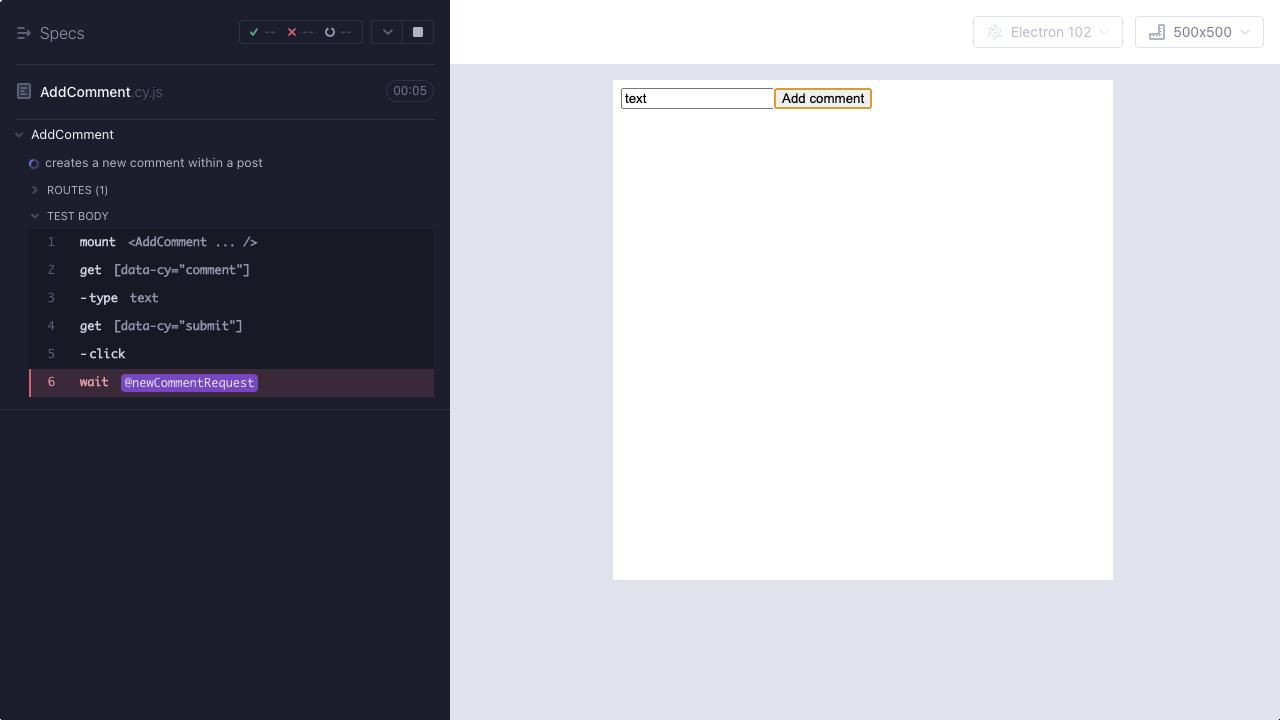 Specs
-- -- --
Electron 102
500x500
AddComment.cy.js
00:05
AddComment
creates a new comment within a post
ROUTES (1)
TEST BODY
1 mount <AddComment ... />
2 get [data-cy="comment"]
3 -type text
4 get [data-cy="submit"]
5 -click
6 wait @newCommentRequest
text
Add comment